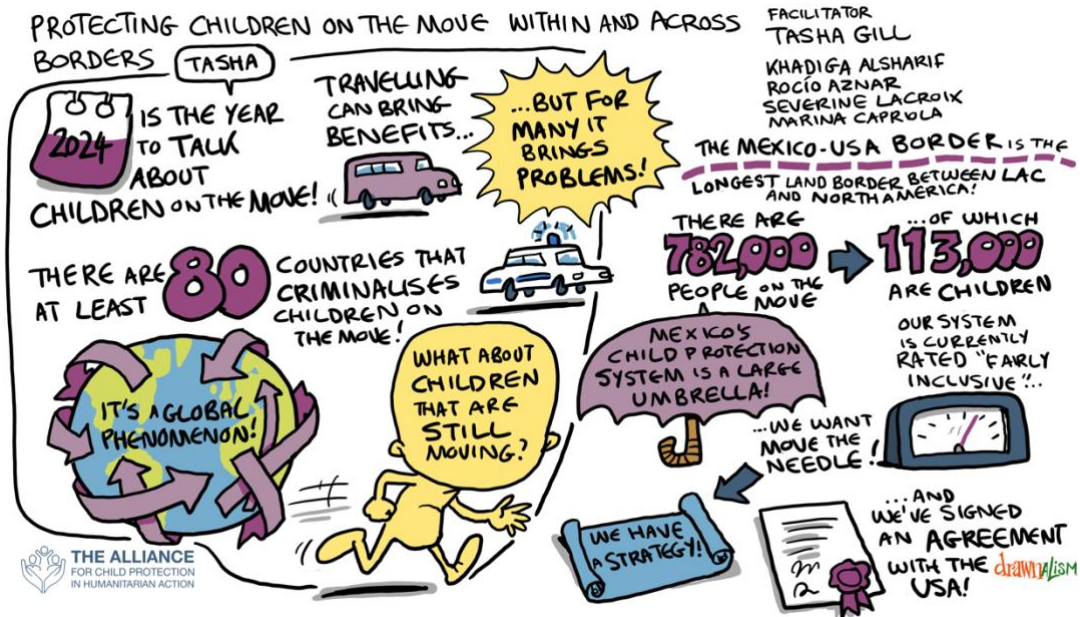 PROTECTING CHILDREN ON THE MOVE WITHIN AND ACROSS
BORDERS
TASHA
2024
IS THE YEAR
TO TALK
ABOUT
CHILDREN ON THE MOVE!
TRAVELLING
CAN BRING
BENEFITS...
...BUT FOR
MANY IT
BRINGS
PROBLEMS!
THERE ARE
AT LEAST
80
COUNTRIES THAT
CRIMINALISES
CHILDREN ON
THE MOVE!
IT'S A GLOBAL
PHENOMENON!
WHAT ABOUT
CHILDREN
THAT ARE
STILL
MOVING?
THE ALLIANCE
FOR CHILD PROTECTION
IN HUMANITARIAN ACTION
FACILITATOR
TASHA GILL
KHADIGA ALSHARIF
ROCÍO AZNAR
SEVERINE LACROIX
MARINA CAPRIOLA
THE MEXICO-USA BORDER IS THE
LONGEST LAND BORDER BETWEEN LAC
AND NORTH AMERICA!
THERE ARE
782,000
PEOPLE ON THE
MOVE
...OF WHICH
113,000
ARE CHILDREN
MEXICO'S
CHILD PROTECTION
SYSTEM IS A LARGE
UMBRELLA!
OUR SYSTEM
IS CURRENTLY
RATED "FAIRLY
INCLUSIVE"...
...WE WANT
MOVE THE
NEEDLE!
WE HAVE
A STRATEGY!
...AND
WE'VE SIGNED
AN AGREEMENT
WITH THE
USA!
drawnalism